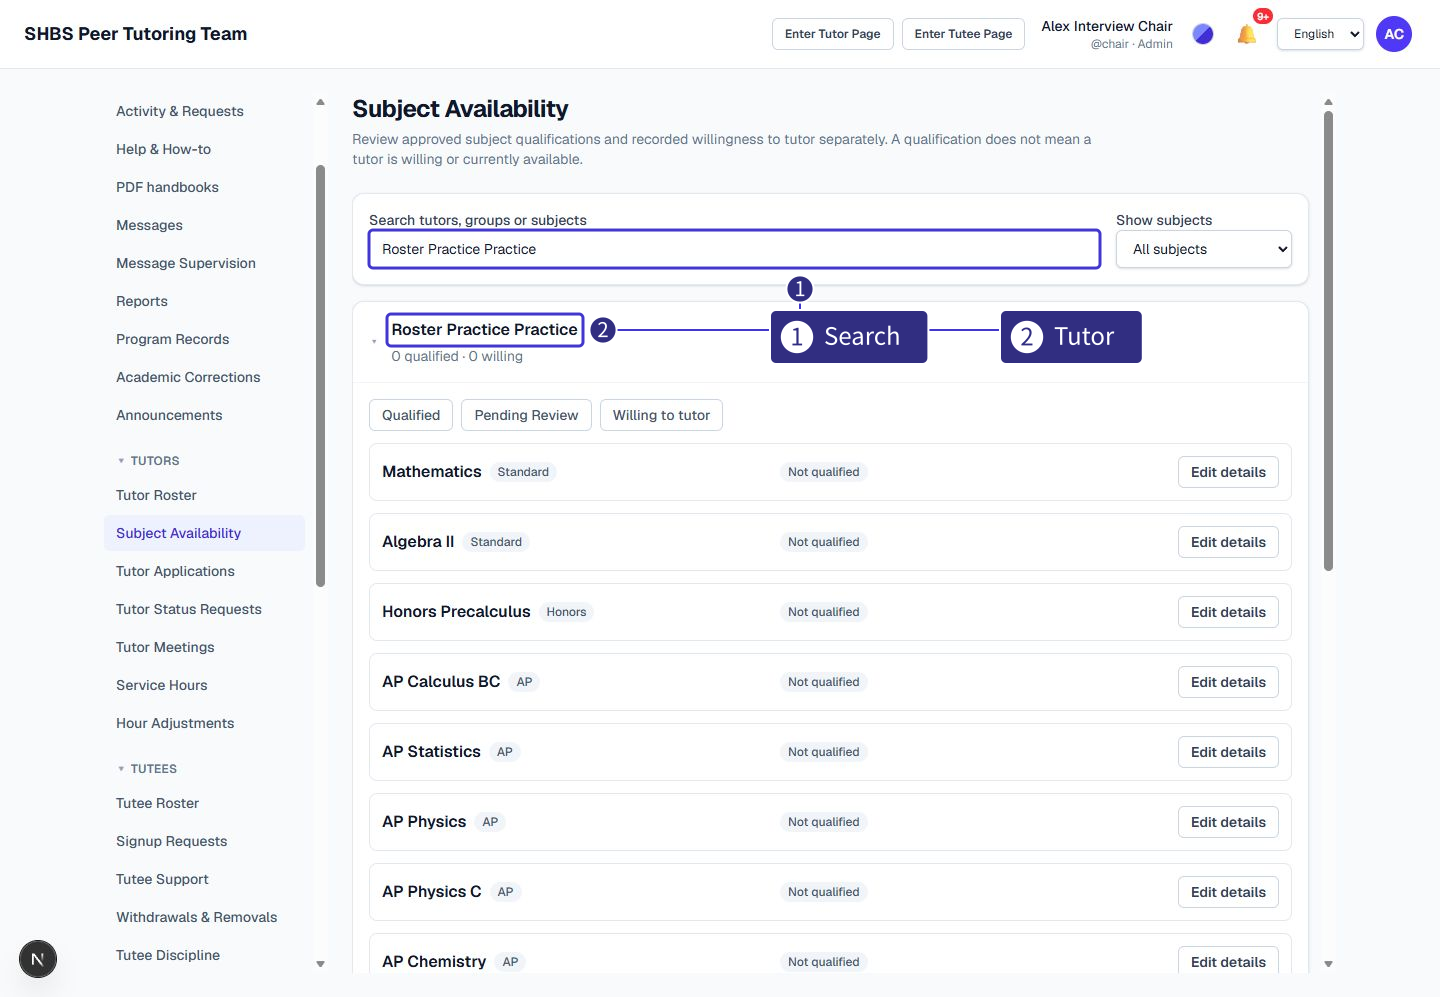 SHBS Peer Tutoring Team
Enter Tutor Page
Enter Tutee Page
Alex Interview Chair
@chair · Admin
9+
English
AC
Activity & Requests
Help & How-to
PDF handbooks
Messages
Message Supervision
Reports
Program Records
Academic Corrections
Announcements
TUTORS
Tutor Roster
Subject Availability
Tutor Applications
Tutor Status Requests
Tutor Meetings
Service Hours
Hour Adjustments
TUTEES
Tutee Roster
Signup Requests
Tutee Support
Withdrawals & Removals
Tutee Discipline
N
Subject Availability
Review approved subject qualifications and recorded willingness to tutor separately. A qualification does not mean a
tutor is willing or currently available.
Search tutors, groups or subjects
Roster Practice Practice
Show subjects
All subjects
1
Roster Practice Practice
2
1 Search
2 Tutor
0 qualified · 0 willing
Qualified
Pending Review
Willing to tutor
Mathematics Standard Not qualified Edit details
Algebra II Standard Not qualified Edit details
Honors Precalculus Honors Not qualified Edit details
AP Calculus BC AP Not qualified Edit details
AP Statistics AP Not qualified Edit details
AP Physics AP Not qualified Edit details
AP Physics C AP Not qualified Edit details
AP Chemistry AP Not qualified Edit details